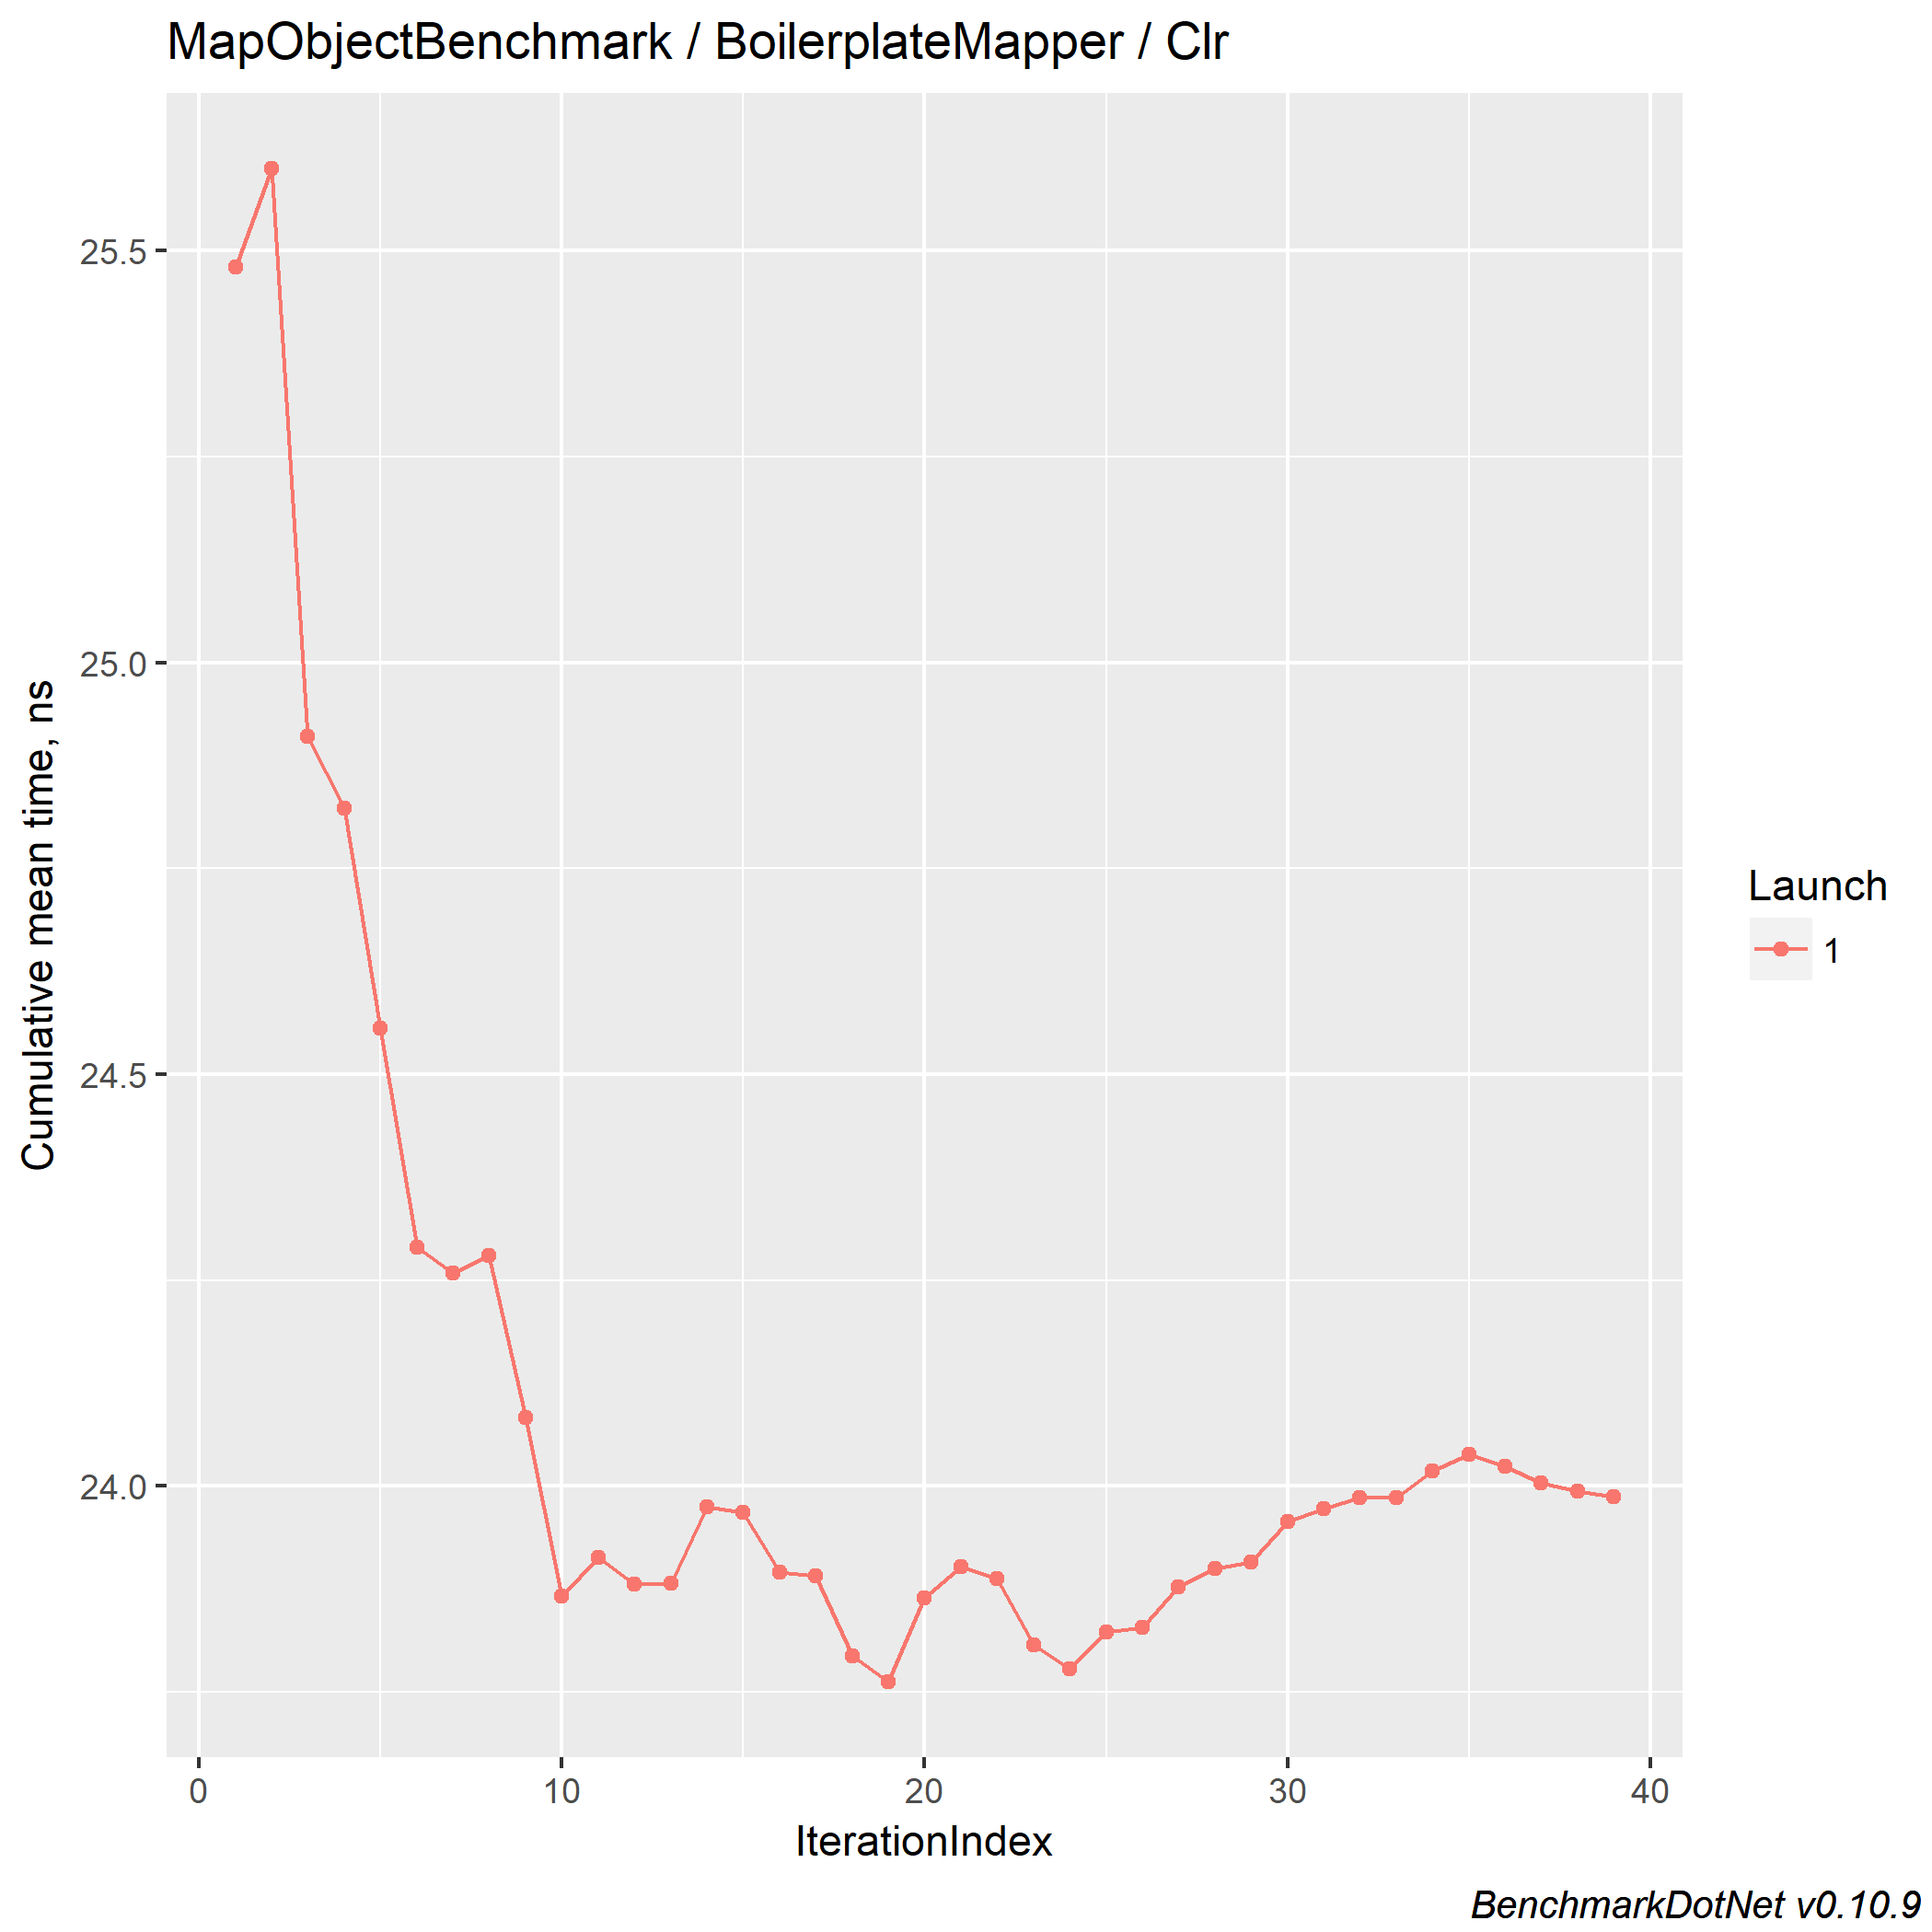 MapObjectBenchmark / BoilerplateMapper / Clr
25.5
25.0
24.5
24.0
Cumulative mean time, ns
0 10 20 30 40
IterationIndex
Launch
1
BenchmarkDotNet v0.10.9